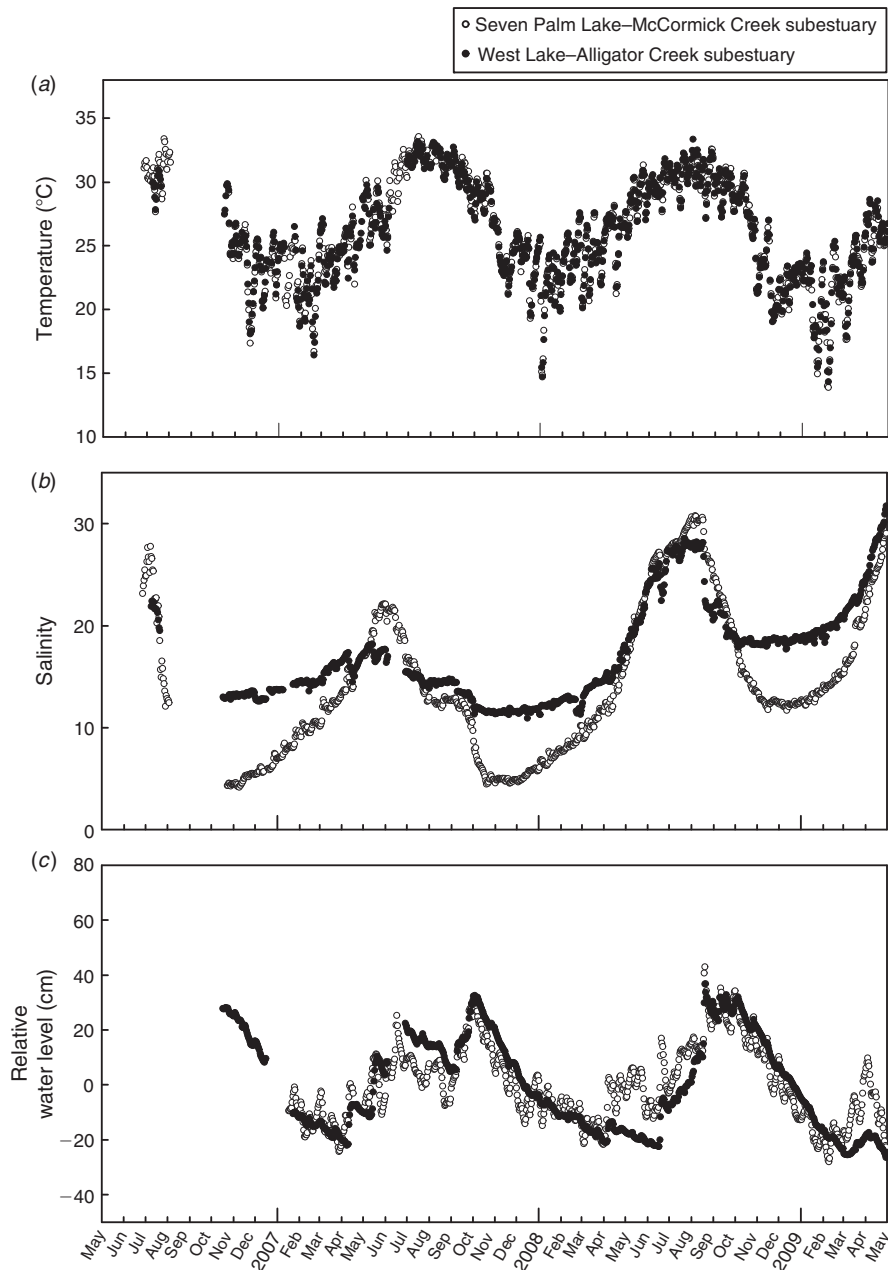 Seven Palm Lake–McCormick Creek subestuary
West Lake–Alligator Creek subestuary
(a)
35
30
25
20
15
10
Temperature (°C)
(b)
30
20
10
0
Salinity
(c)
80
60
40
20
0
−20
−40
Relative
water level (cm)
May Jun Jul Aug Sep Oct Nov Dec 2007 Feb Mar Apr May Jun Jul Aug Sep Oct Nov Dec 2008 Feb Mar Apr May Jun Jul Aug Sep Oct Nov Dec 2009 Feb Mar Apr May